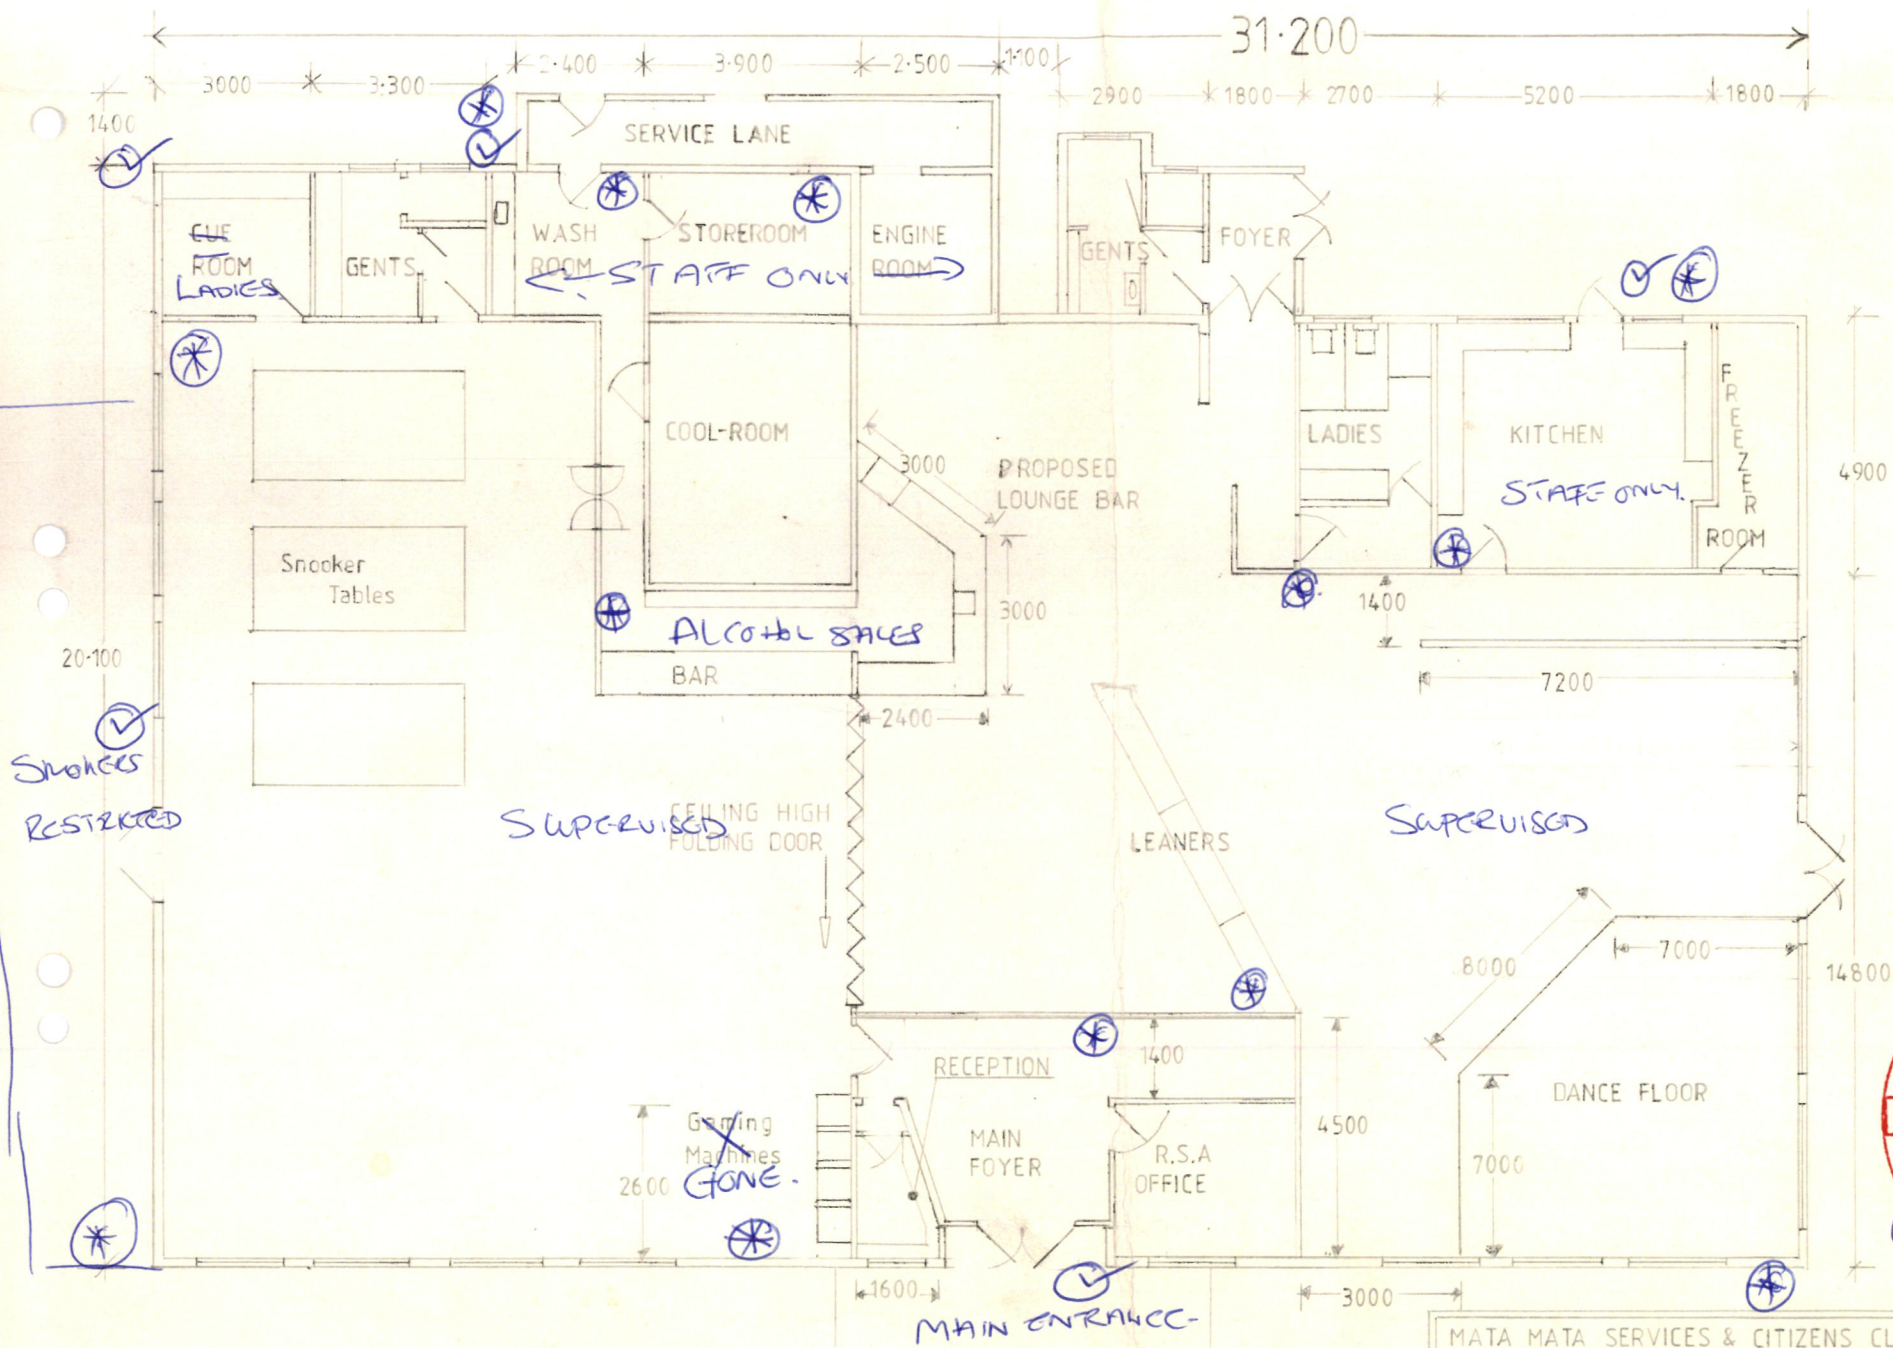 31·200
3000
3·300
2·400
3·900
2·500
1·100
2900
1800
2700
5200
1800
1400
SERVICE LANE
CUE
ROOM
LADIES
GENTS
WASH
ROOM
STOREROOM
STAFF ONLY
ENGINE
ROOM
GENTS
FOYER
COOL-ROOM
3000
PROPOSED
LOUNGE BAR
LADIES
KITCHEN
STAFF ONLY.
FREEZER
ROOM
4900
Snooker
Tables
3000
1400
ALCOHOL SALES
BAR
20·100
7200
2400
SMOKERS
RESTRICTED
SUPERVISED
CEILING HIGH
FOLDING DOOR
LEANERS
SUPERVISED
8000
7000
14800
RECEPTION
1400
DANCE FLOOR
Gaming
Machines
GONE.
2600
MAIN
FOYER
R.S.A
OFFICE
4500
7000
1600
3000
MAIN ENTRANCE
MATA MATA SERVICES & CITIZENS CL